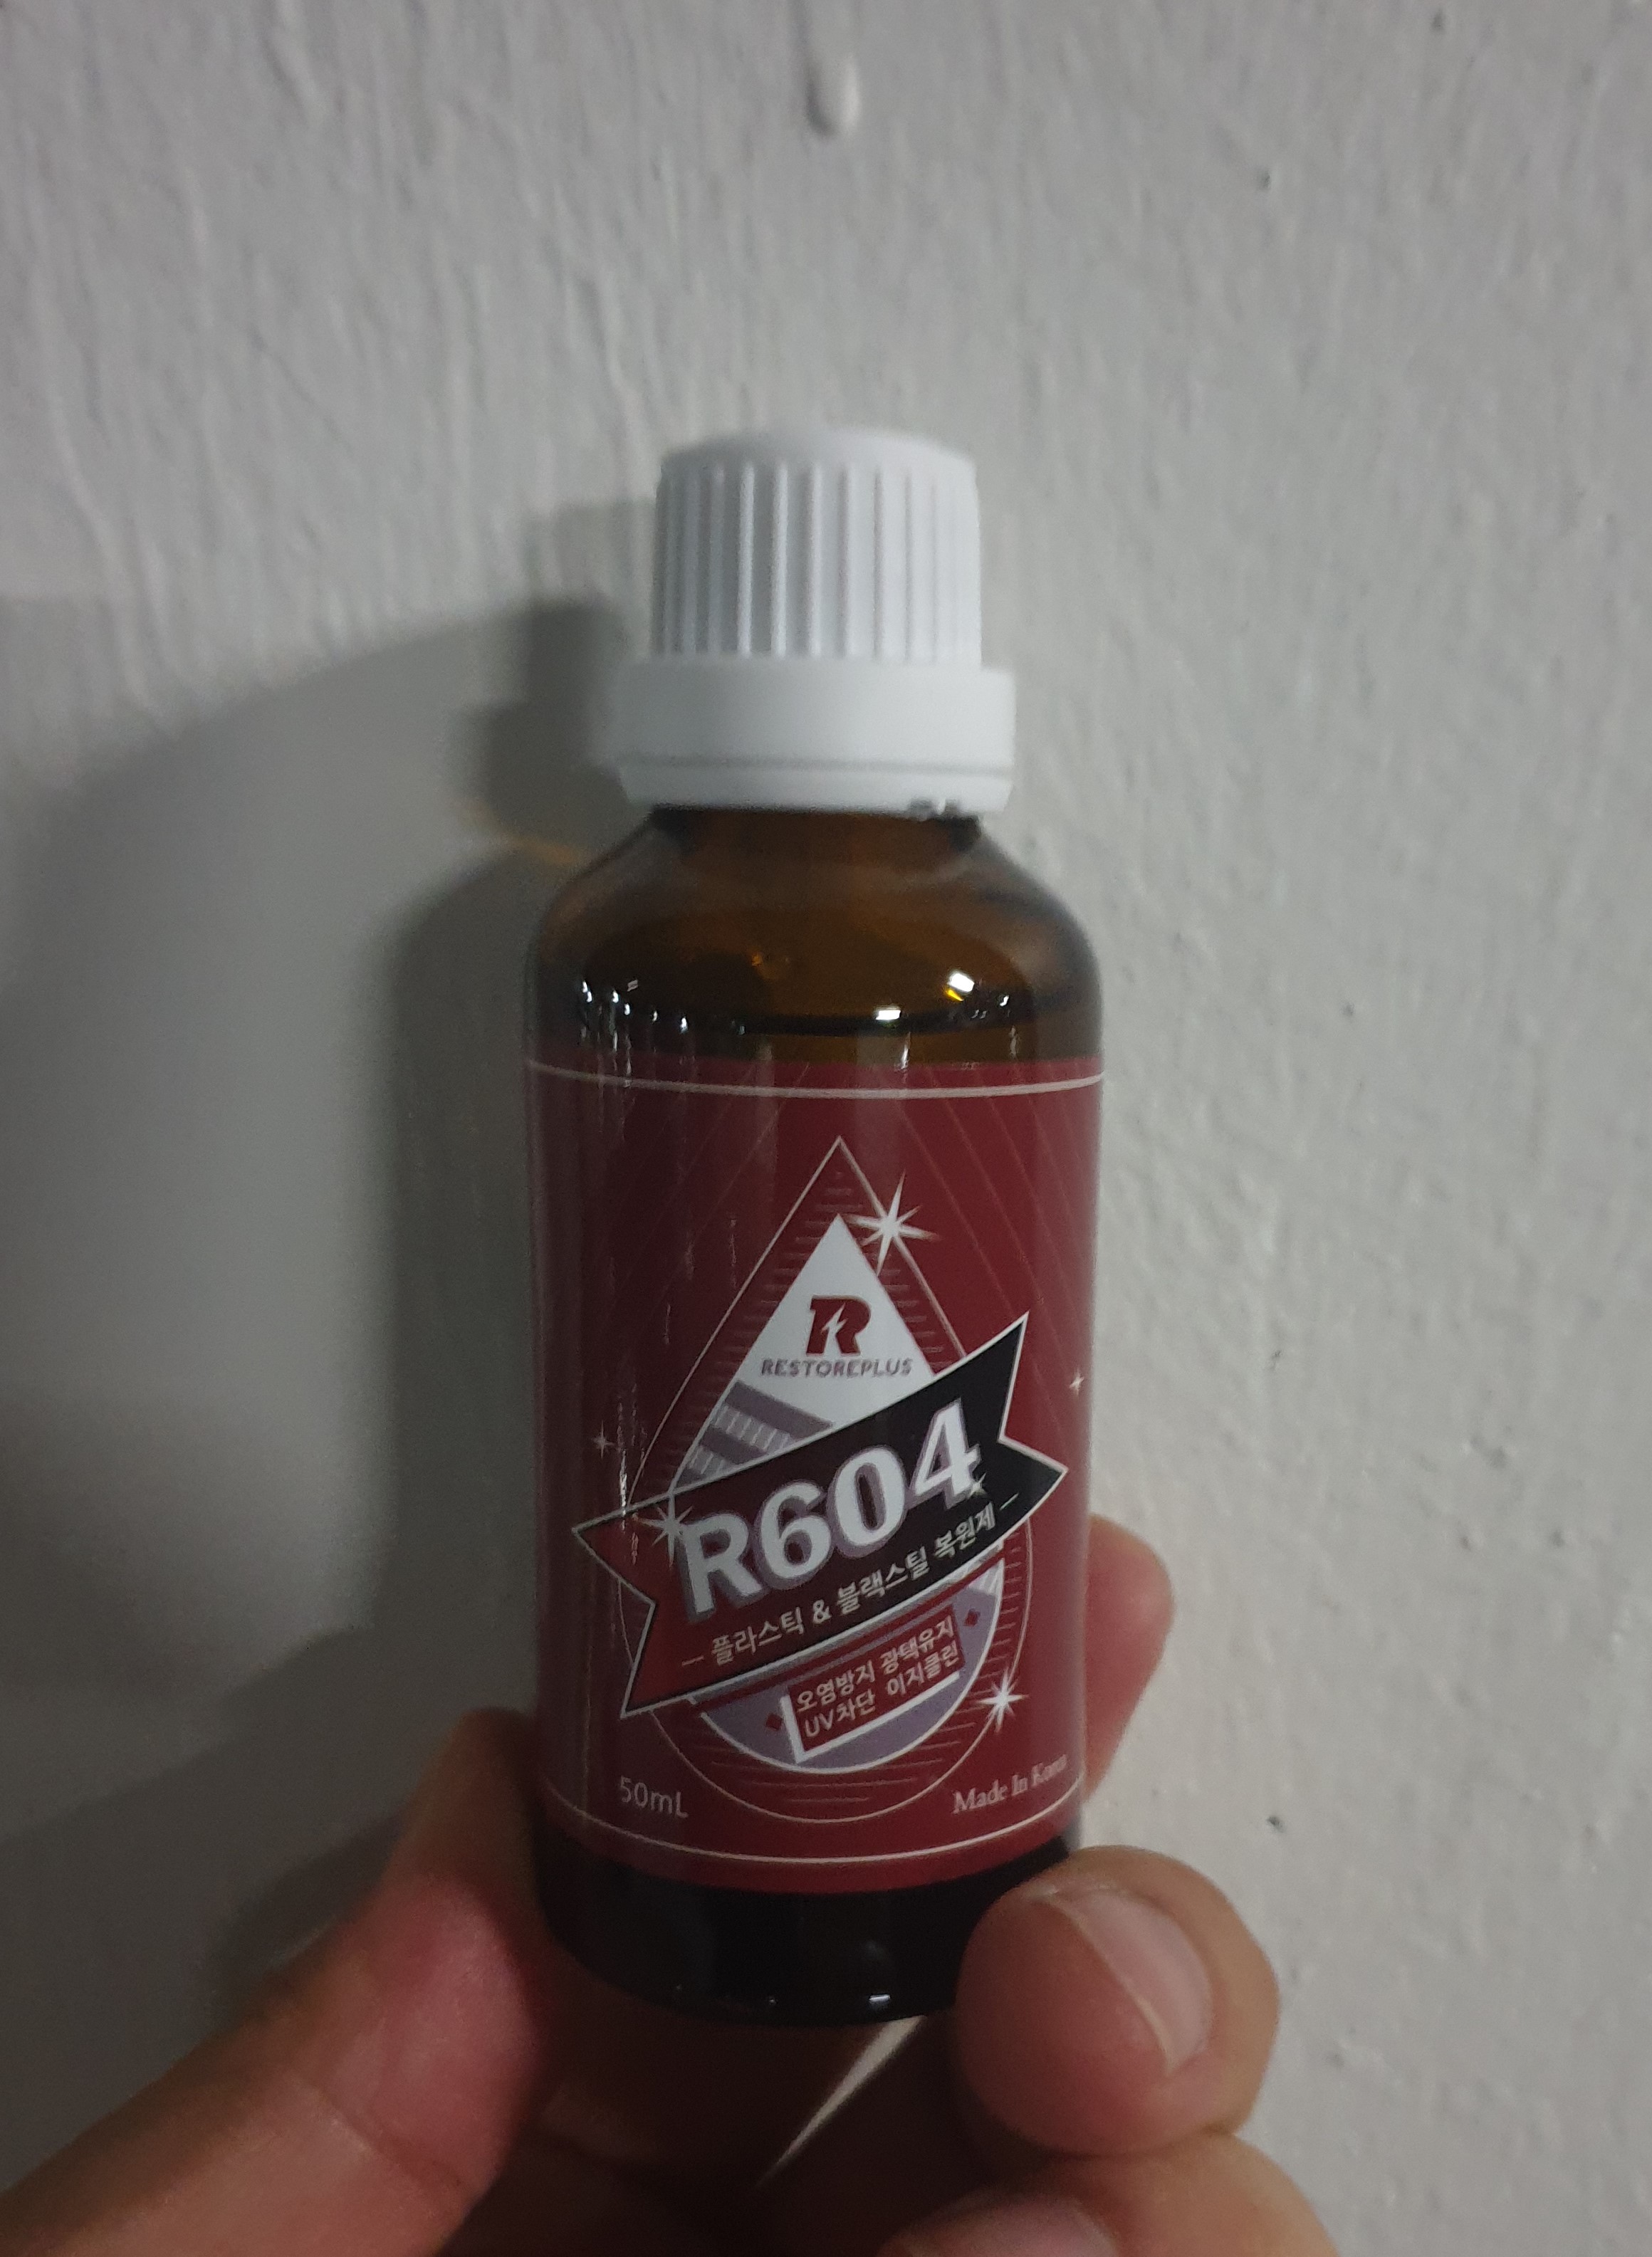 R
RESTOREPLUS
R604
플라스틱 & 블랙스틸 복원제
오염방지 광택유지
UV차단 이지클린
50mL
Made In Korea